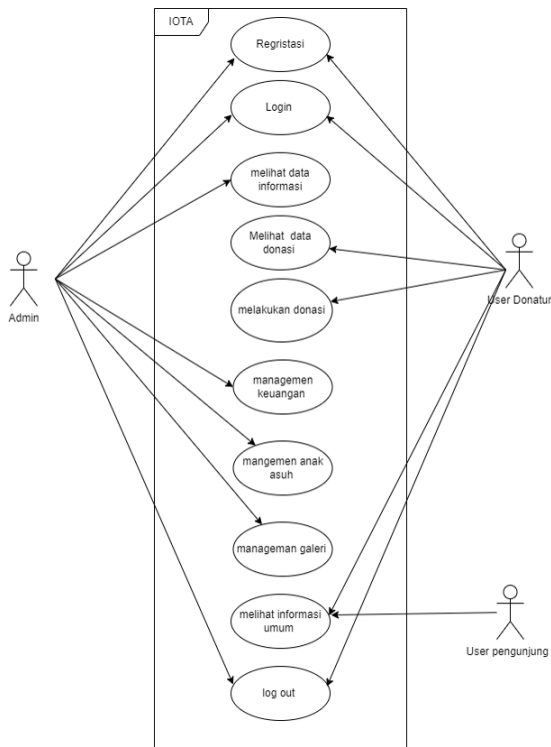 IOTA
Regristasi
Login
melihat data
informasi
Melihat data
donasi
melakukan donasi
Admin
User Donatur
managemen
keuangan
mangemen anak
asuh
manageman galeri
melihat informasi
umum
User pengunjung
log out